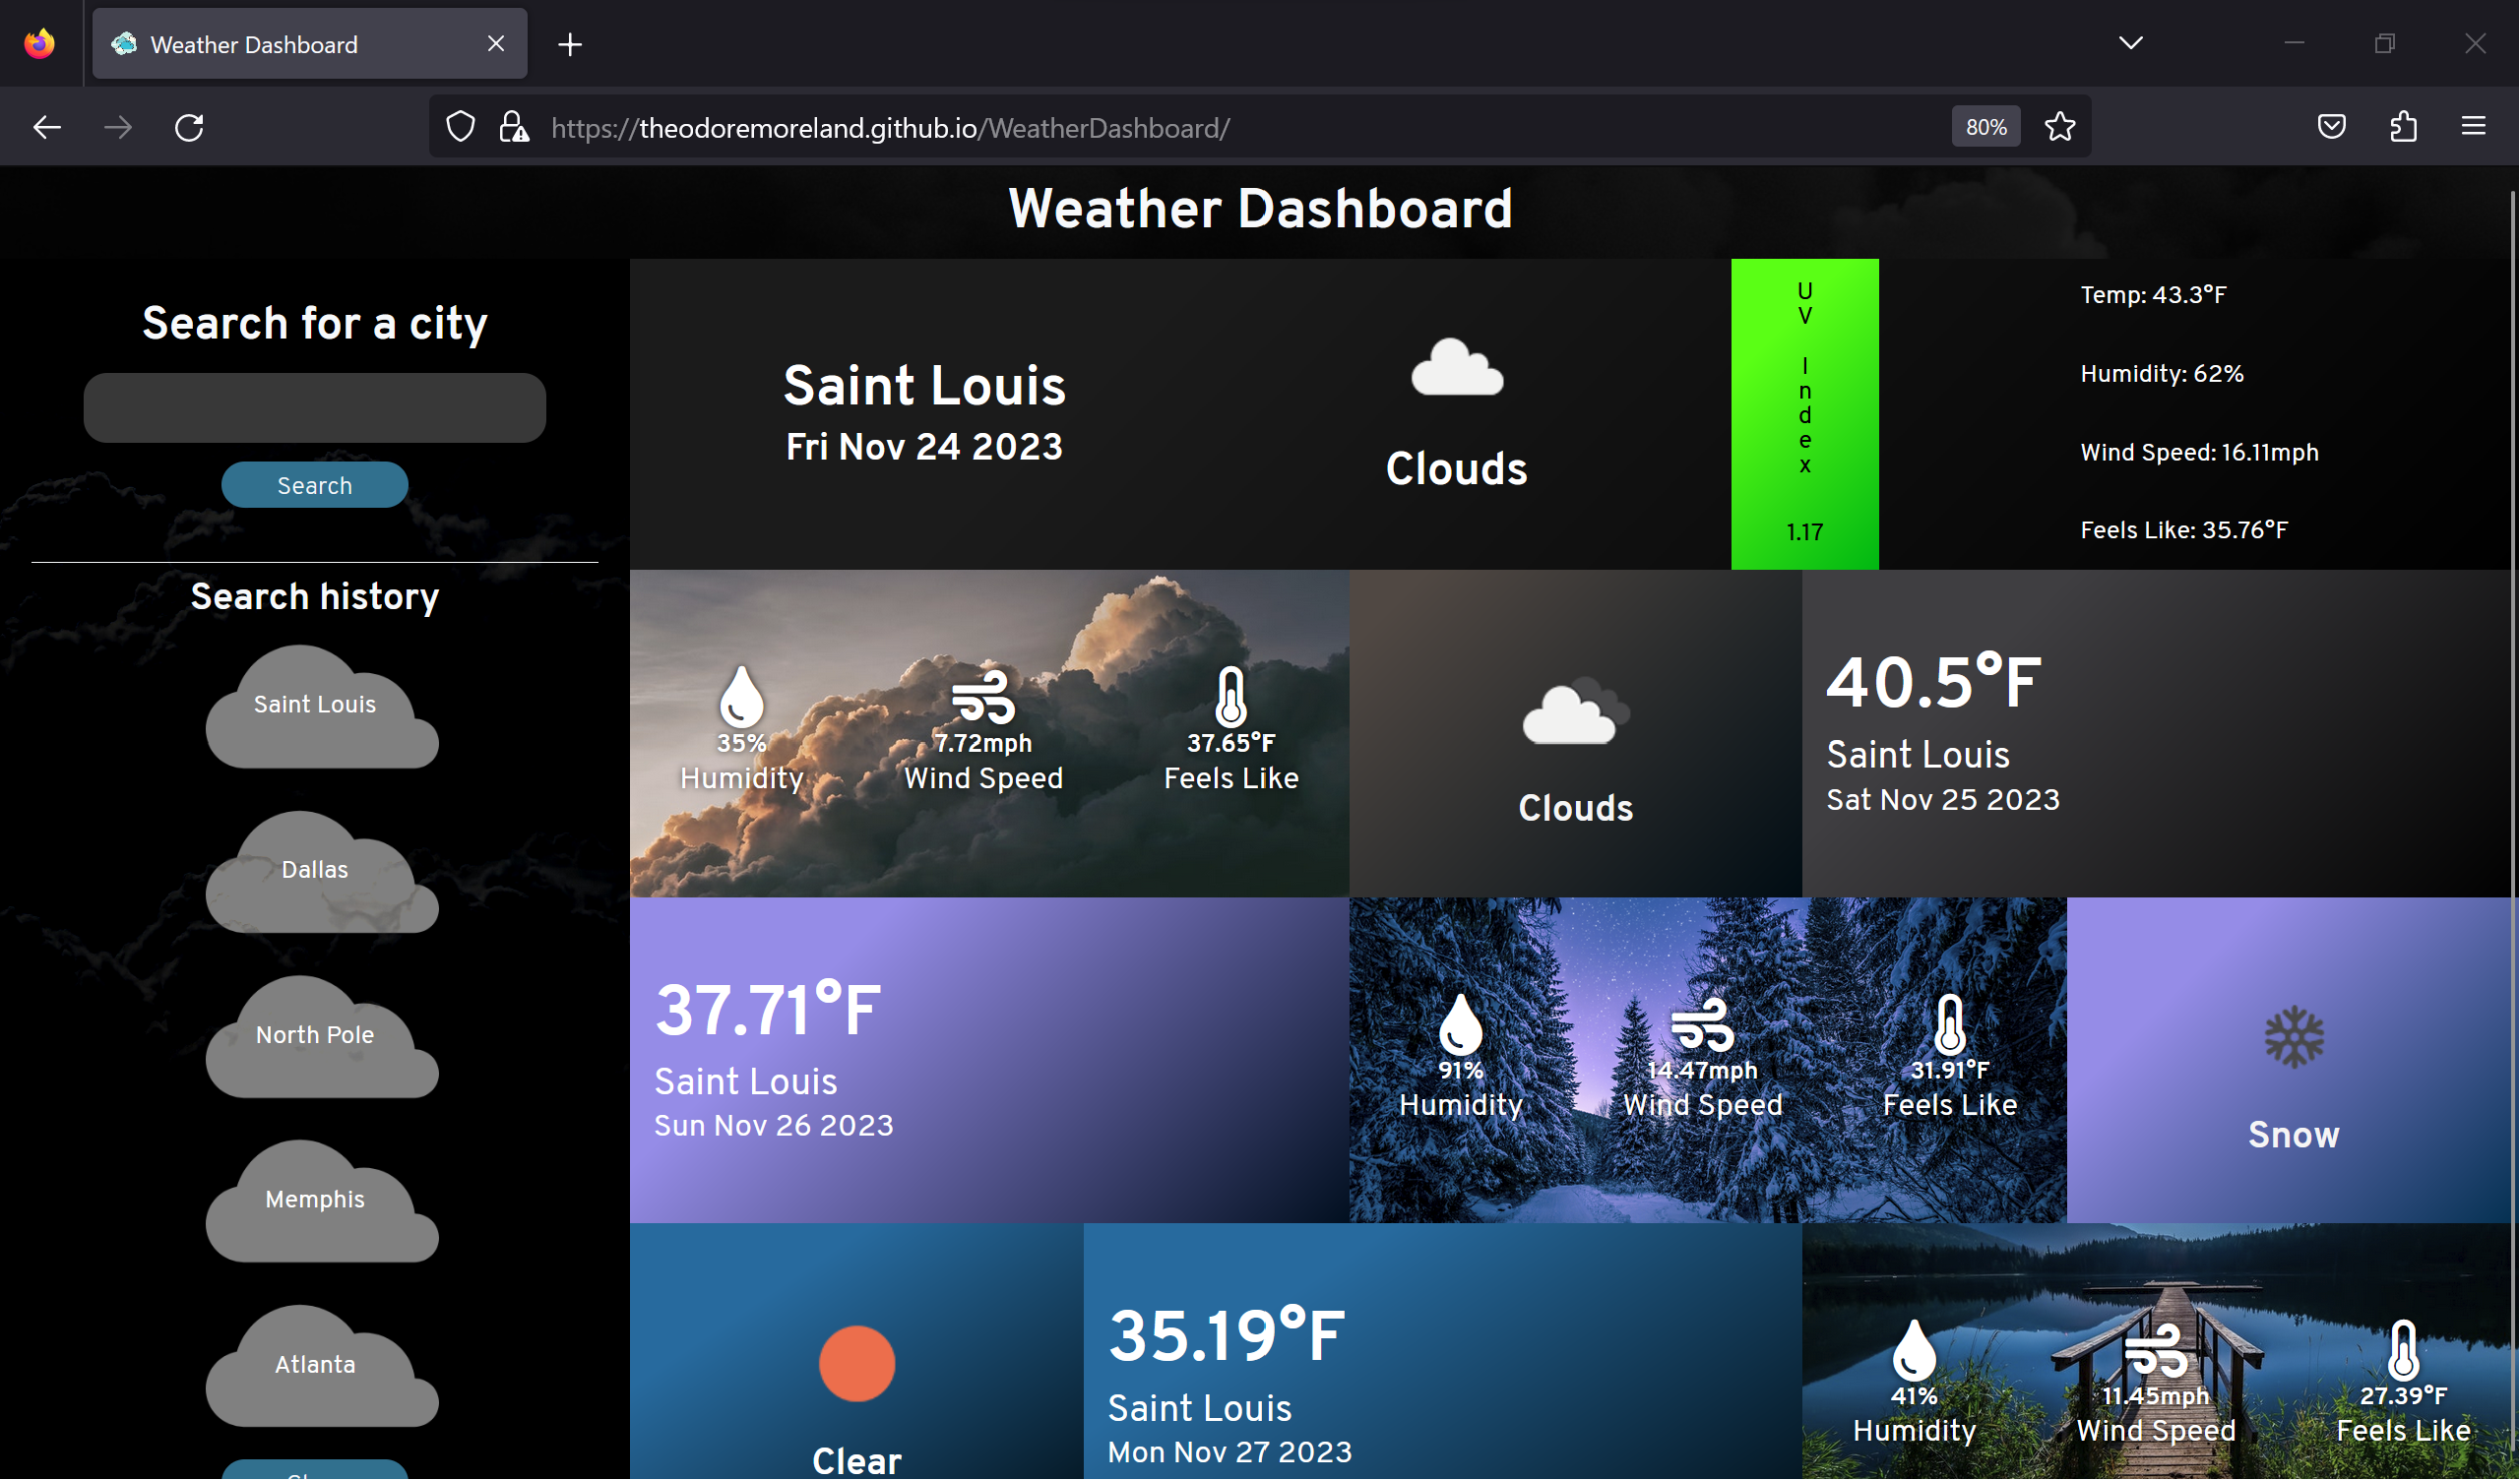 Weather Dashboard
https://theodoremoreland.github.io/WeatherDashboard/
80%
Weather Dashboard
Search for a city
Search
Search history
Saint Louis
Dallas
North Pole
Memphis
Atlanta
Saint Louis
Fri Nov 24 2023
Clouds
UV Index
1.17
Temp: 43.3°F
Humidity: 62%
Wind Speed: 16.11mph
Feels Like: 35.76°F
35%
Humidity
7.72mph
Wind Speed
37.65°F
Feels Like
Clouds
40.5°F
Saint Louis
Sat Nov 25 2023
37.71°F
Saint Louis
Sun Nov 26 2023
91%
Humidity
14.47mph
Wind Speed
31.91°F
Feels Like
Snow
Clear
35.19°F
Saint Louis
Mon Nov 27 2023
41%
Humidity
11.45mph
Wind Speed
27.39°F
Feels Like